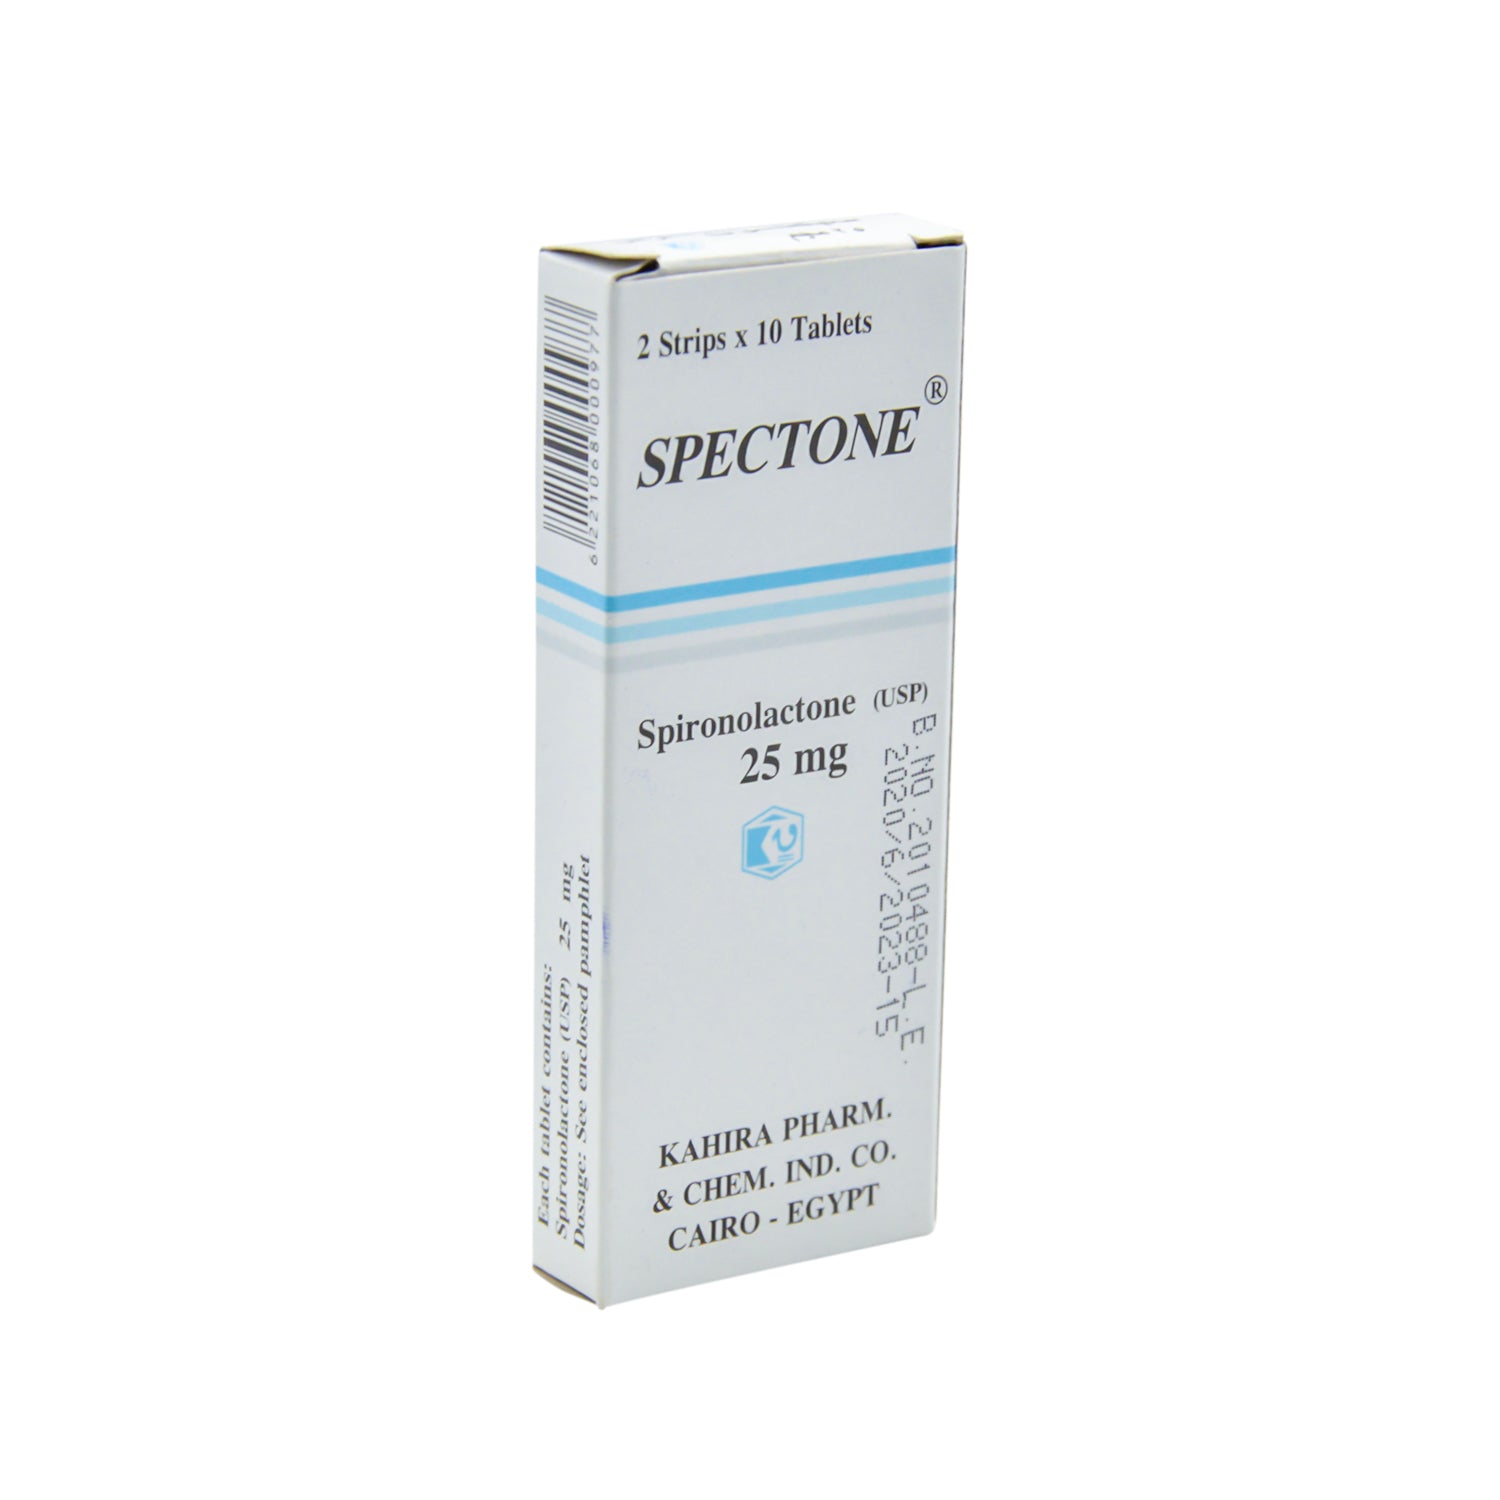 2 Strips x 10 Tablets
SPECTONE®
Spironolactone (USP)
25 mg
B.NO.2010488-L.E.
2020/6/2023-15
KAHIRA PHARM.
& CHEM. IND. CO.
CAIRO - EGYPT
6221068000977
Each tablet contains:
Spironolactone (USP) 25 mg
Dosage: See enclosed pamphlet